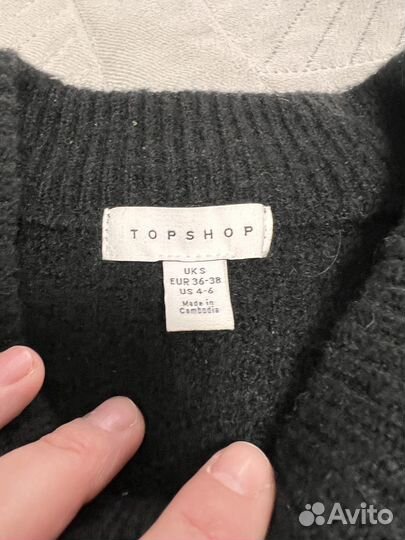 TOPSHOP
UK S
EUR 36-38
US 4-6
Made in
Cambodia
Avito